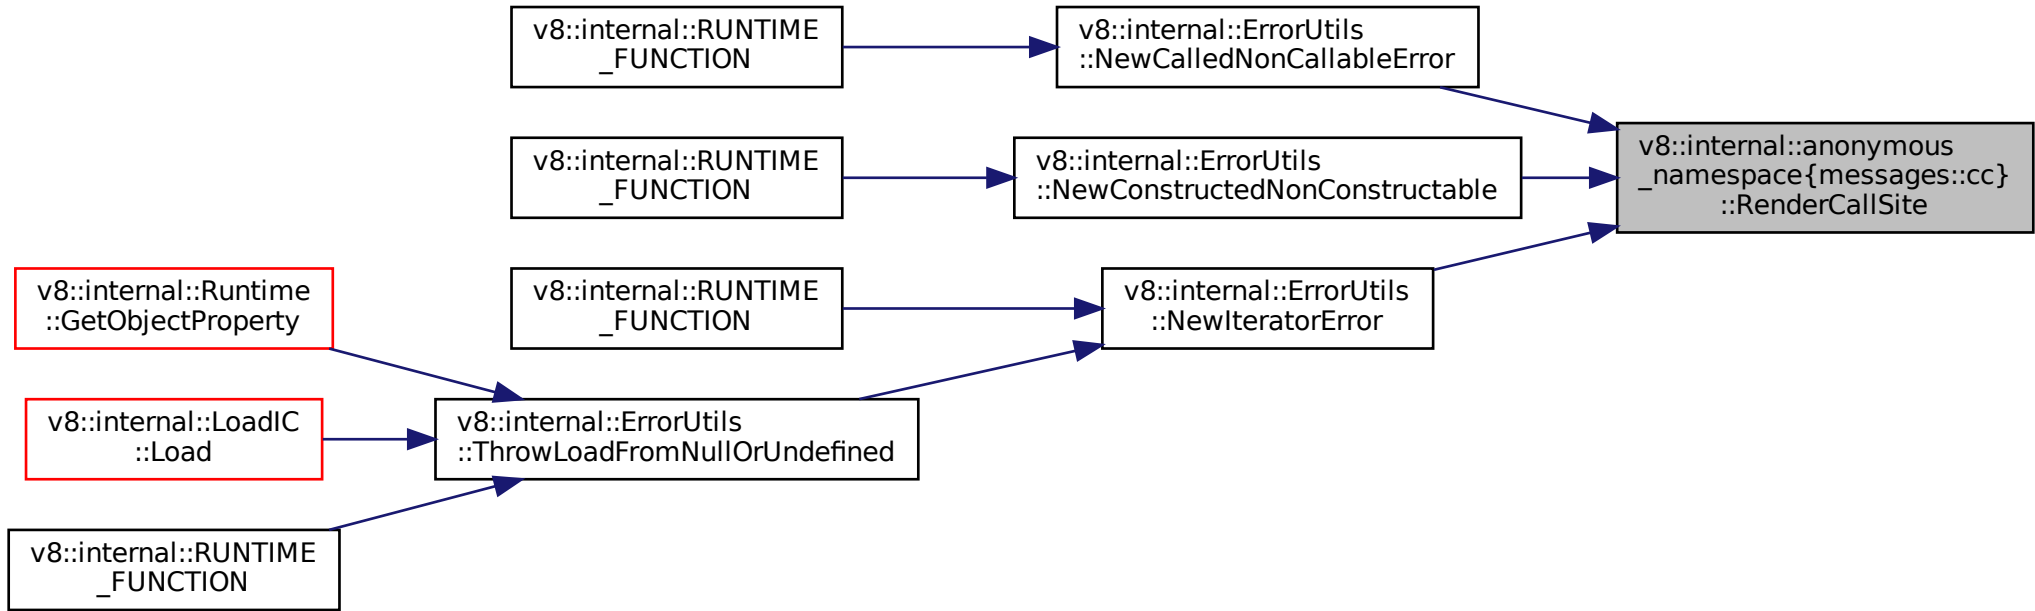 v8::internal::RUNTIME
_FUNCTION
v8::internal::ErrorUtils
::NewCalledNonCallableError
v8::internal::anonymous
_namespace{messages::cc}
::RenderCallSite
v8::internal::RUNTIME
_FUNCTION
v8::internal::ErrorUtils
::NewConstructedNonConstructable
v8::internal::Runtime
::GetObjectProperty
v8::internal::RUNTIME
_FUNCTION
v8::internal::ErrorUtils
::NewIteratorError
v8::internal::LoadIC
::Load
v8::internal::ErrorUtils
::ThrowLoadFromNullOrUndefined
v8::internal::RUNTIME
_FUNCTION